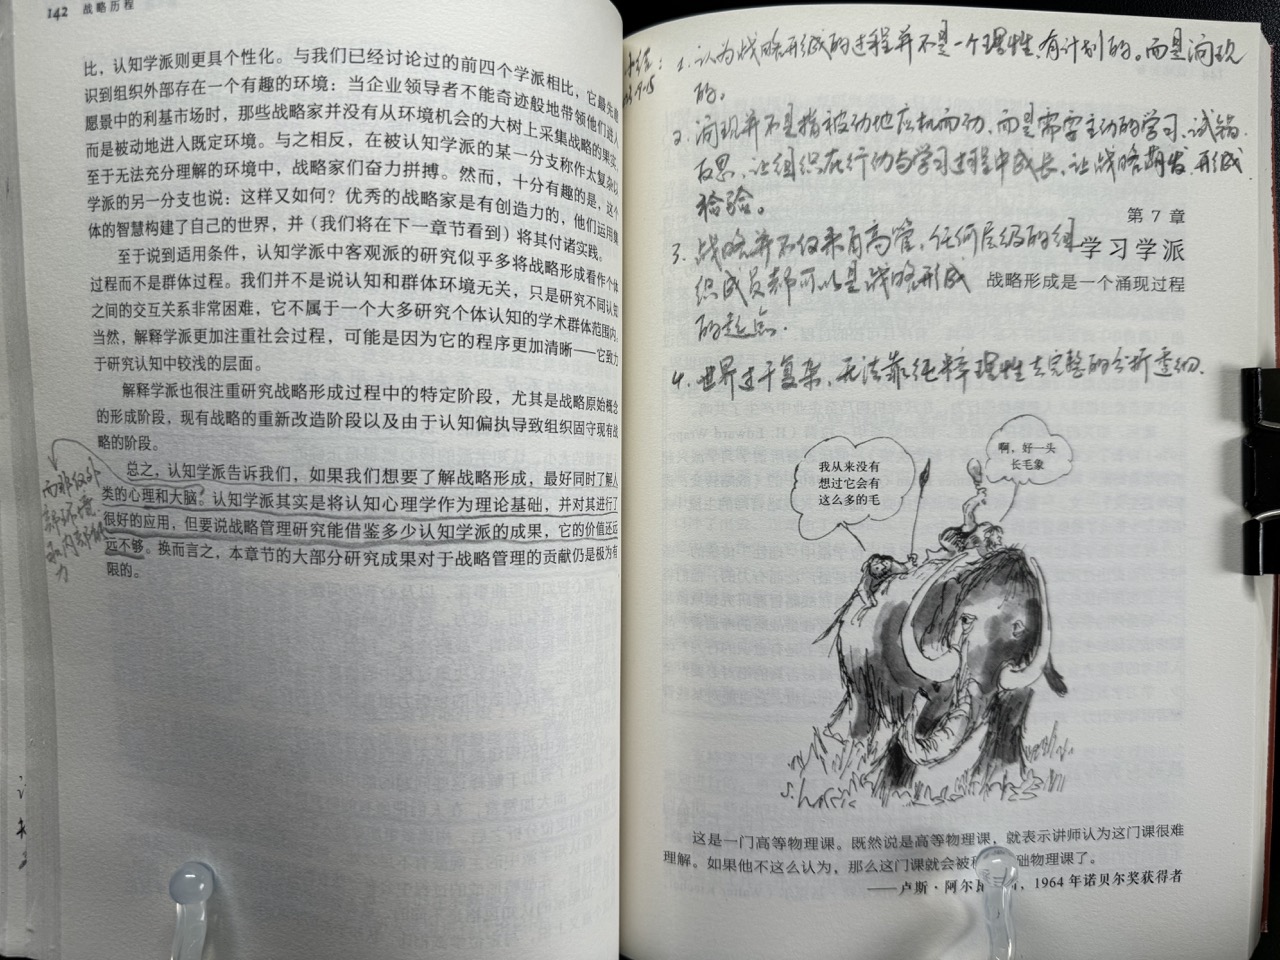 142 战略历程
比，认知学派则更具个性化。与我们已经讨论过的前四个学派相比，它最先意
识到组织外部存在一个有趣的环境：当企业领导者不能奇迹般地带领他们进入
愿景中的利基市场时，那些战略家并没有从环境机会的大树上采集战略的果实，
而是被动地进入既定环境。与之相反，在被认知学派的某一分支称作太复杂以
至于无法充分理解的环境中，战略家们奋力拼搏。然而，十分有趣的是，这个
学派的另一分支也说：这样又如何？优秀的战略家是有创造力的，他们运用集
体的智慧构建了自己的世界，并（我们将在下一章节看到）将其付诸实践。
至于说到适用条件，认知学派中客观派的研究似乎多将战略形成看作个体
过程而不是群体过程。我们并不是说认知和群体环境无关，只是研究不同认知
之间的交互关系非常困难，它不属于一个大多研究个体认知的学术群体范围内。
当然，解释学派更加注重社会过程，可能是因为它的程序更加清晰——它致力
于研究认知中较浅的层面。
解释学派也很注重研究战略形成过程中的特定阶段，尤其是战略原始概念
的形成阶段，现有战略的重新改造阶段以及由于认知偏执导致组织固守现有战
略的阶段。
总之，认知学派告诉我们，如果我们想要了解战略形成，最好同时了解人
类的心理和大脑。认知学派其实是将认知心理学作为理论基础，并对其进行了
很好的应用，但要说战略管理研究能借鉴多少认知学派的成果，它的价值还远
远不够。换而言之，本章节的大部分研究成果对于战略管理的贡献仍是极为有
限的。
而非仅外
部环境
和内部能
力
小结：
1. 认为战略形成的过程并不是一个理性、有计划的。而是涌现
的。
2. 涌现并不是指被动地应机而动，而是需要主动的学习、试错、
反思，让组织在行动与学习过程中成长，让战略萌发、形成、
检验。
3. 战略并不仅来自高管，任何层级的组
织成员都可以是战略形成
的起点.
4. 世界过于复杂，无法靠纯粹理性去完整的分析透彻.
第 7 章
学习学派
战略形成是一个涌现过程
我从来没有
想过它会有
这么多的毛
啊，好一头
长毛象
这是一门高等物理课。既然说是高等物理课，就表示讲师认为这门课很难
理解。如果他不这么认为，那么这门课就会被础物理课了。
——卢斯·阿尔，1964 年诺贝尔奖获得者